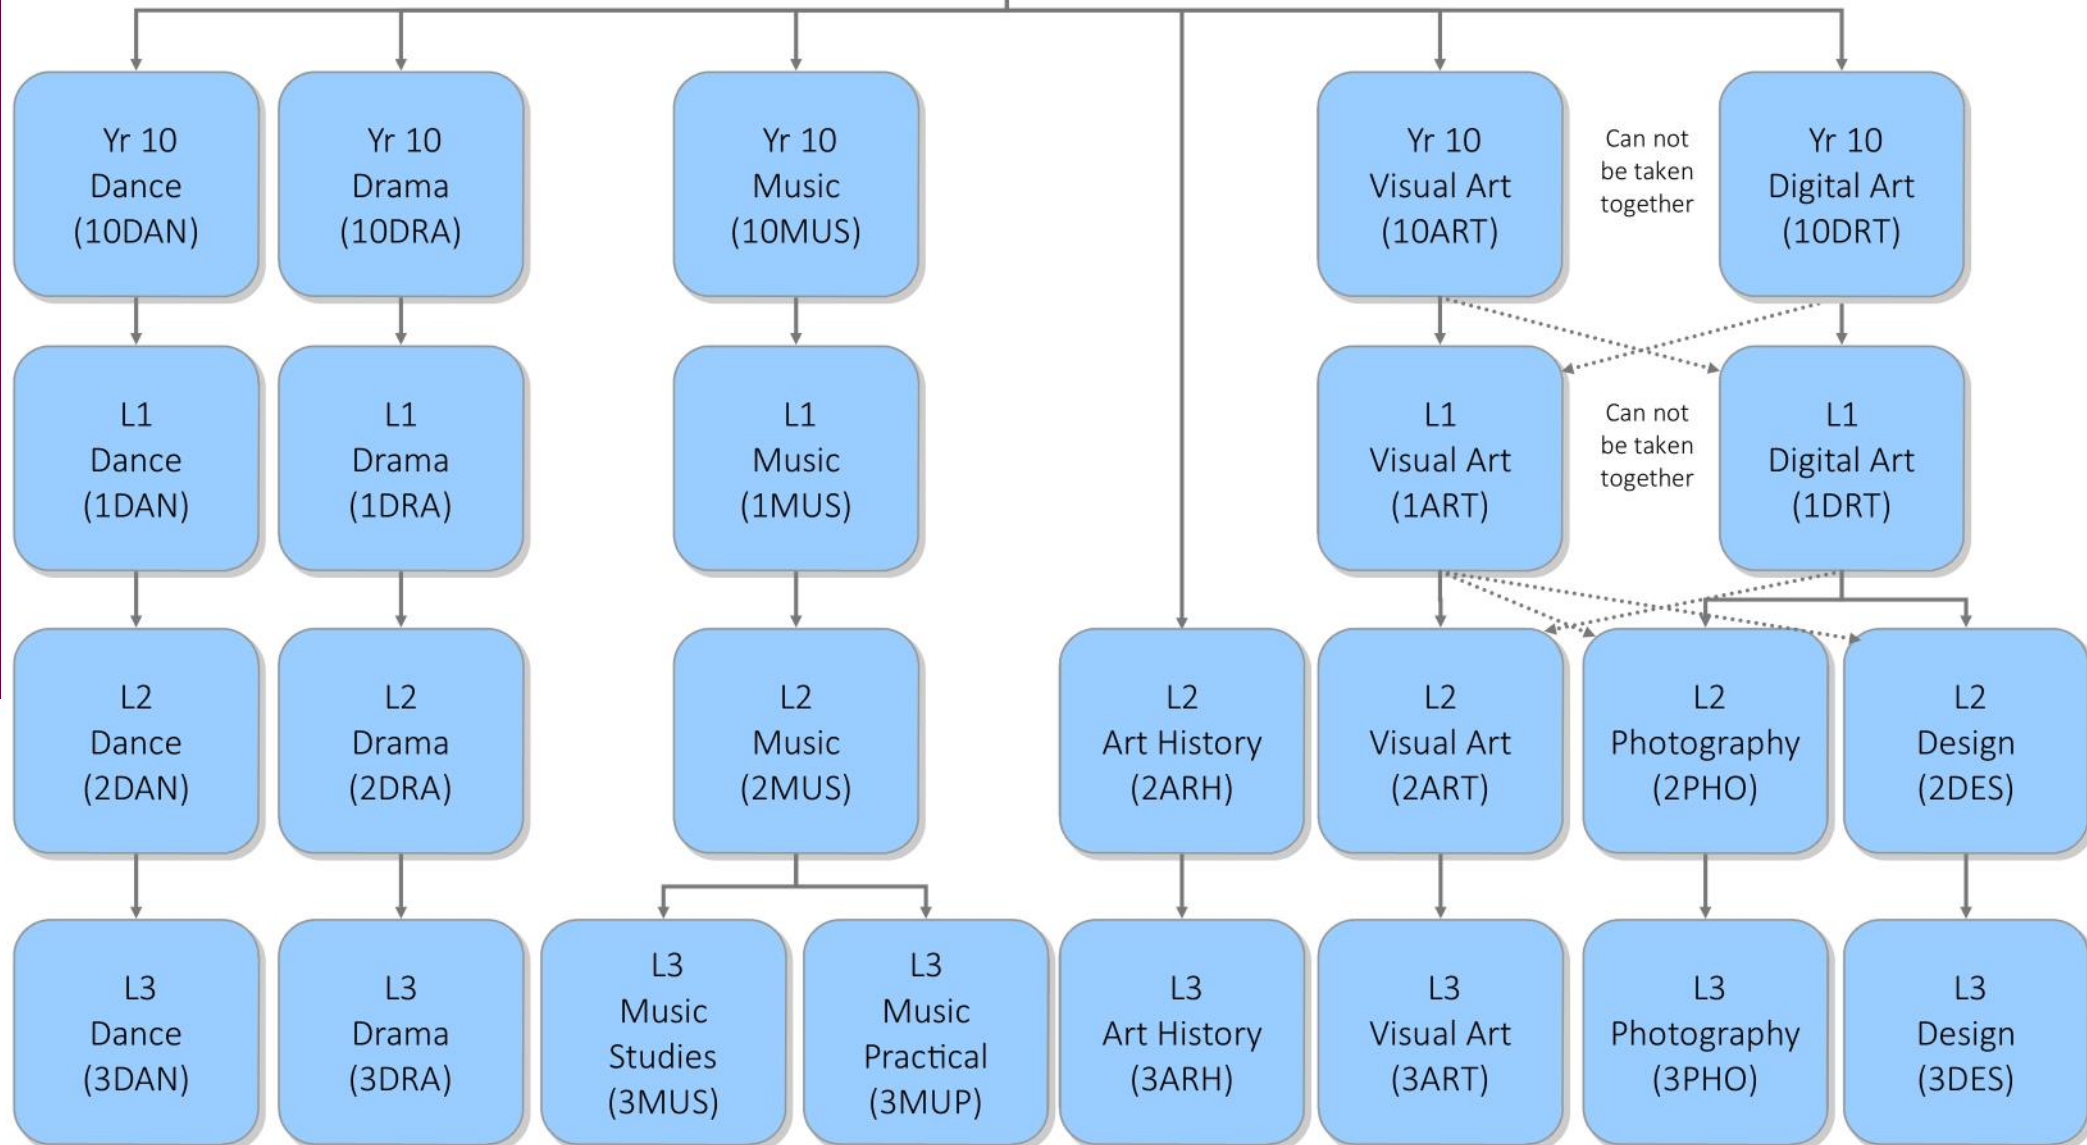 Yr 10
Dance
(10DAN)
Yr 10
Drama
(10DRA)
Yr 10
Music
(10MUS)
Yr 10
Visual Art
(10ART)
Can not
be taken
together
Yr 10
Digital Art
(10DRT)
L1
Dance
(1DAN)
L1
Drama
(1DRA)
L1
Music
(1MUS)
L1
Visual Art
(1ART)
Can not
be taken
together
L1
Digital Art
(1DRT)
L2
Dance
(2DAN)
L2
Drama
(2DRA)
L2
Music
(2MUS)
L2
Art History
(2ARH)
L2
Visual Art
(2ART)
L2
Photography
(2PHO)
L2
Design
(2DES)
L3
Dance
(3DAN)
L3
Drama
(3DRA)
L3
Music
Studies
(3MUS)
L3
Music
Practical
(3MUP)
L3
Art History
(3ARH)
L3
Visual Art
(3ART)
L3
Photography
(3PHO)
L3
Design
(3DES)